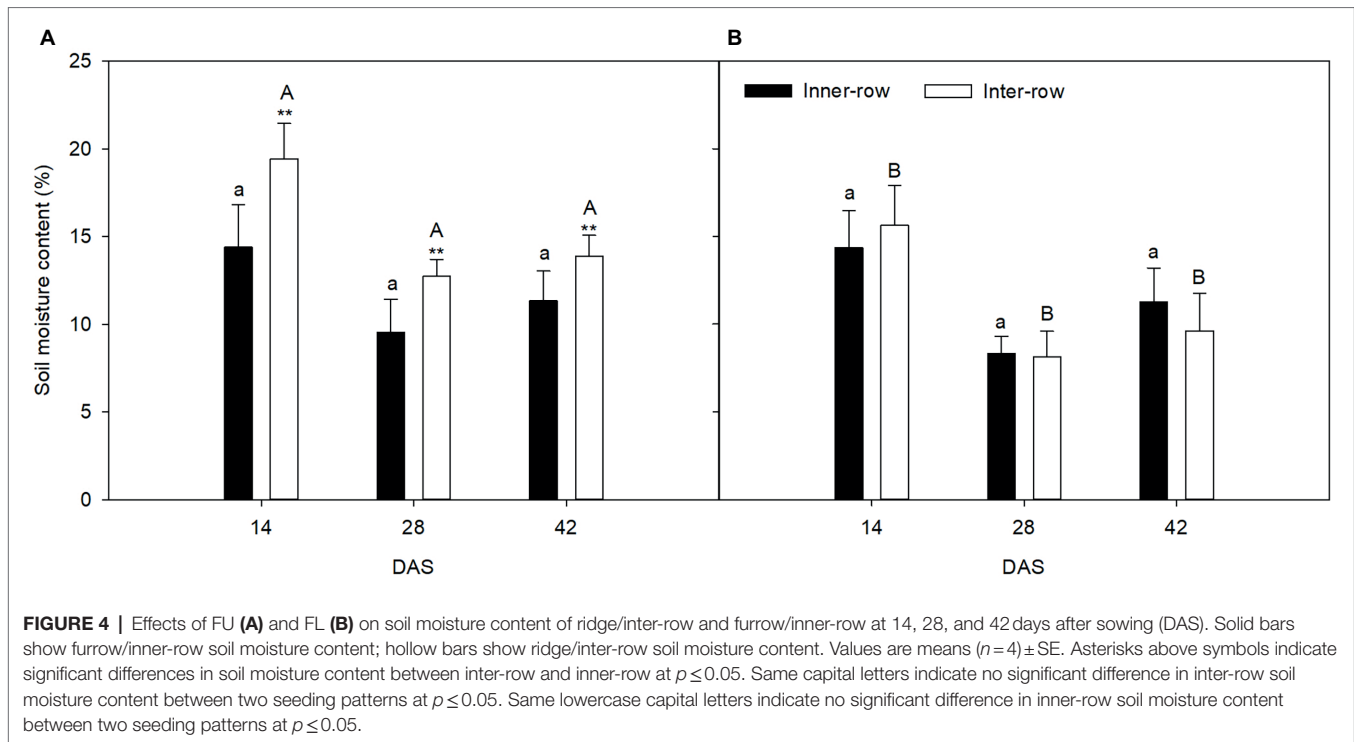 A
B
25
20
15
10
5
0
Soil moisture content (%)
Inner-row
Inter-row
a
A
**
a
A
**
a
A
**
a
B
a
B
a
B
14
28
42
14
28
42
DAS
DAS
FIGURE 4 | Effects of FU (A) and FL (B) on soil moisture content of ridge/inter-row and furrow/inner-row at 14, 28, and 42 days after sowing (DAS). Solid bars
show furrow/inner-row soil moisture content; hollow bars show ridge/inter-row soil moisture content. Values are means (n = 4) ± SE. Asterisks above symbols indicate
significant differences in soil moisture content between inter-row and inner-row at p ≤ 0.05. Same capital letters indicate no significant difference in inter-row soil
moisture content between two seeding patterns at p ≤ 0.05. Same lowercase capital letters indicate no significant difference in inner-row soil moisture content
between two seeding patterns at p ≤ 0.05.